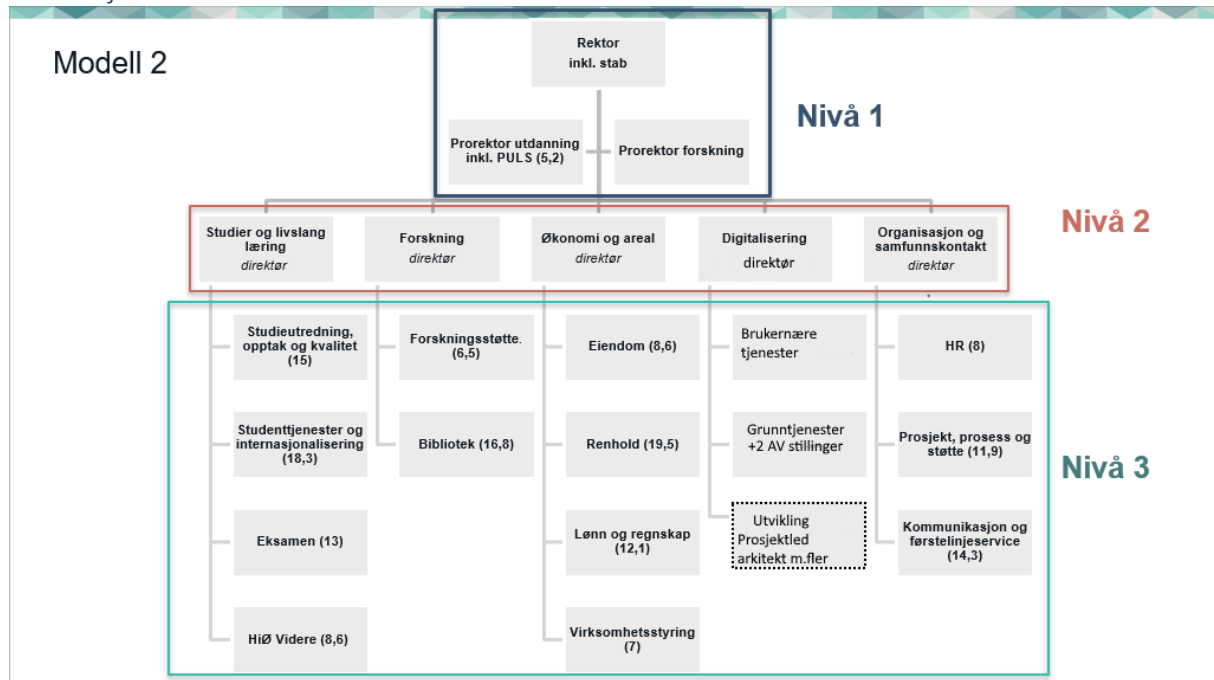 Modell 2
Rektor
inkl. stab
Nivå 1
Prorektor utdanning
inkl. PULS (5,2)
Prorektor forskning
Nivå 2
Studier og livslang
læring
direktør
Forskning
direktør
Økonomi og areal
direktør
Digitalisering
direktør
Organisasjon og
samfunnskontakt
direktør
Studieutredning,
opptak og kvalitet
(15)
Forskningsstøtte.
(6,5)
Eiendom (8,6)
Brukernære
tjenester
HR (8)
Studenttjenester og
internasjonalisering
(18,3)
Bibliotek (16,8)
Renhold (19,5)
Grunntjenester
+2 AV stillinger
Prosjekt, prosess og
støtte (11,9)
Nivå 3
Eksamen (13)
Lønn og regnskap
(12,1)
Utvikling
Prosjektled
arkitekt m.fler
Kommunikasjon og
førstelinjeservice
(14,3)
HiØ Videre (8,6)
Virksomhetsstyring
(7)